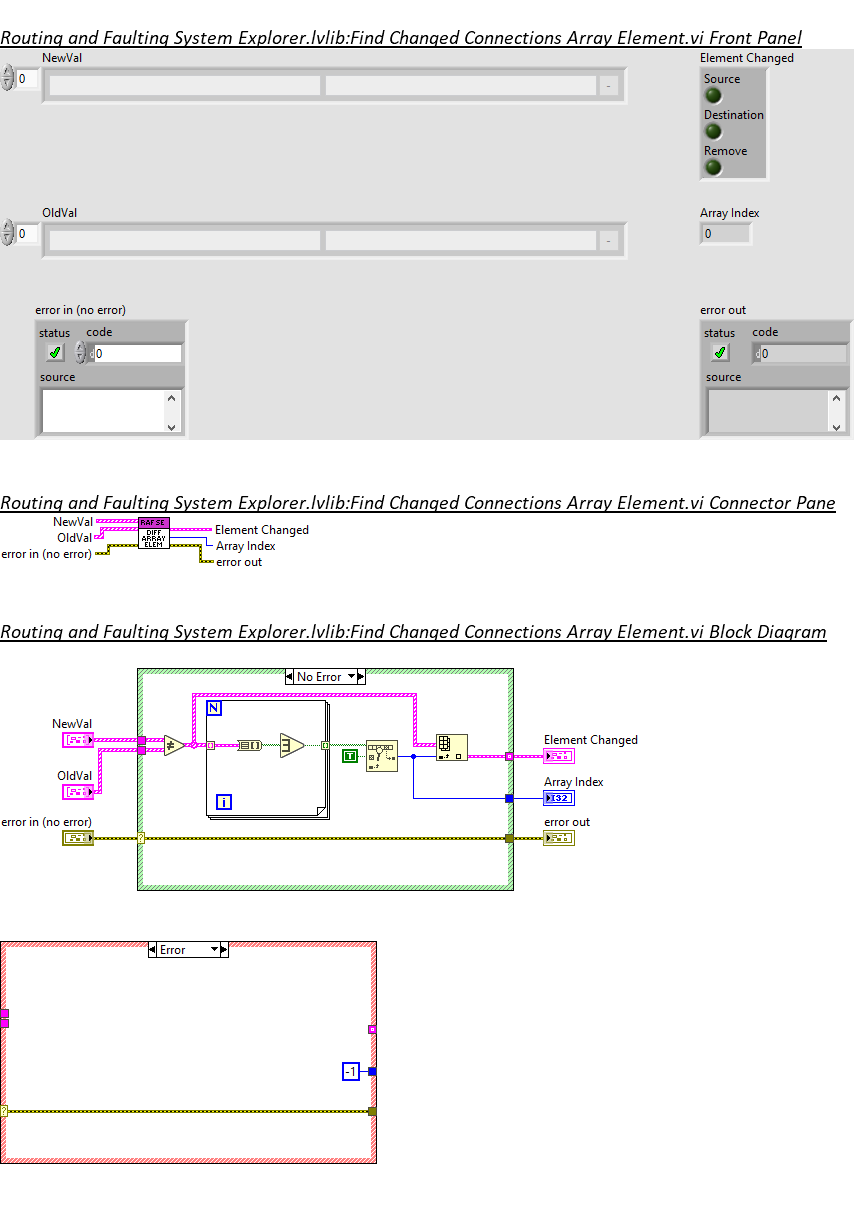 Routing and Faulting System Explorer.lvlib:Find Changed Connections Array Element.vi Front Panel
NewVal
0
-
Element Changed
Source
Destination
Remove
OldVal
0
-
Array Index
0
error in (no error)
status code
d0
source
error out
status code
d0
source
Routing and Faulting System Explorer.lvlib:Find Changed Connections Array Element.vi Connector Pane
NewVal
OldVal
error in (no error)
RAFSE
DIFF
ARRAY
ELEM
Element Changed
Array Index
error out
Routing and Faulting System Explorer.lvlib:Find Changed Connections Array Element.vi Block Diagram
No Error
N
NewVal
OldVal
error in (no error)
≠
T
i
?
Element Changed
Array Index
I32
error out
Error
-1
?